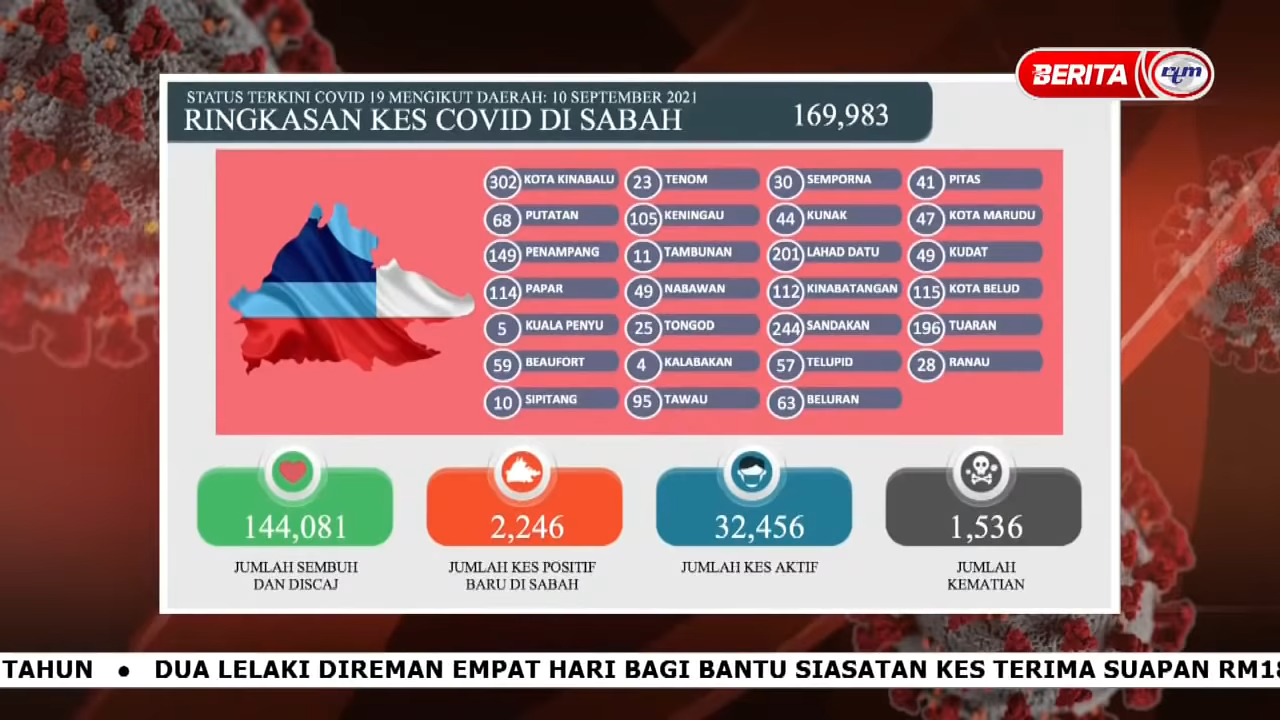 BERITA rtm
STATUS TERKINI COVID 19 MENGIKUT DAERAH: 10 SEPTEMBER 2021
RINGKASAN KES COVID DI SABAH
169,983
302 KOTA KINABALU
68 PUTATAN
149 PENAMPANG
114 PAPAR
5 KUALA PENYU
59 BEAUFORT
10 SIPITANG
23 TENOM
105 KENINGAU
11 TAMBUNAN
49 NABAWAN
25 TONGOD
4 KALABAKAN
95 TAWAU
30 SEMPORNA
44 KUNAK
201 LAHAD DATU
112 KINABATANGAN
244 SANDAKAN
57 TELUPID
63 BELURAN
41 PITAS
47 KOTA MARUDU
49 KUDAT
115 KOTA BELUD
196 TUARAN
28 RANAU
144,081
JUMLAH SEMBUH
DAN DISCAJ
2,246
JUMLAH KES POSITIF
BARU DI SABAH
32,456
JUMLAH KES AKTIF
1,536
JUMLAH
KEMATIAN
TAHUN • DUA LELAKI DIREMAN EMPAT HARI BAGI BANTU SIASATAN KES TERIMA SUAPAN RM18